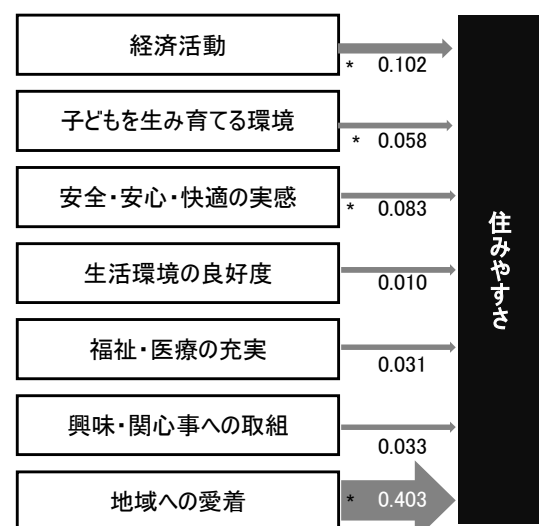 経済活動
* 0.102
子どもを生み育てる環境
* 0.058
安全・安心・快適の実感
* 0.083
生活環境の良好度
0.010
福祉・医療の充実
0.031
興味・関心事への取組
0.033
地域への愛着
* 0.403
住みやすさ